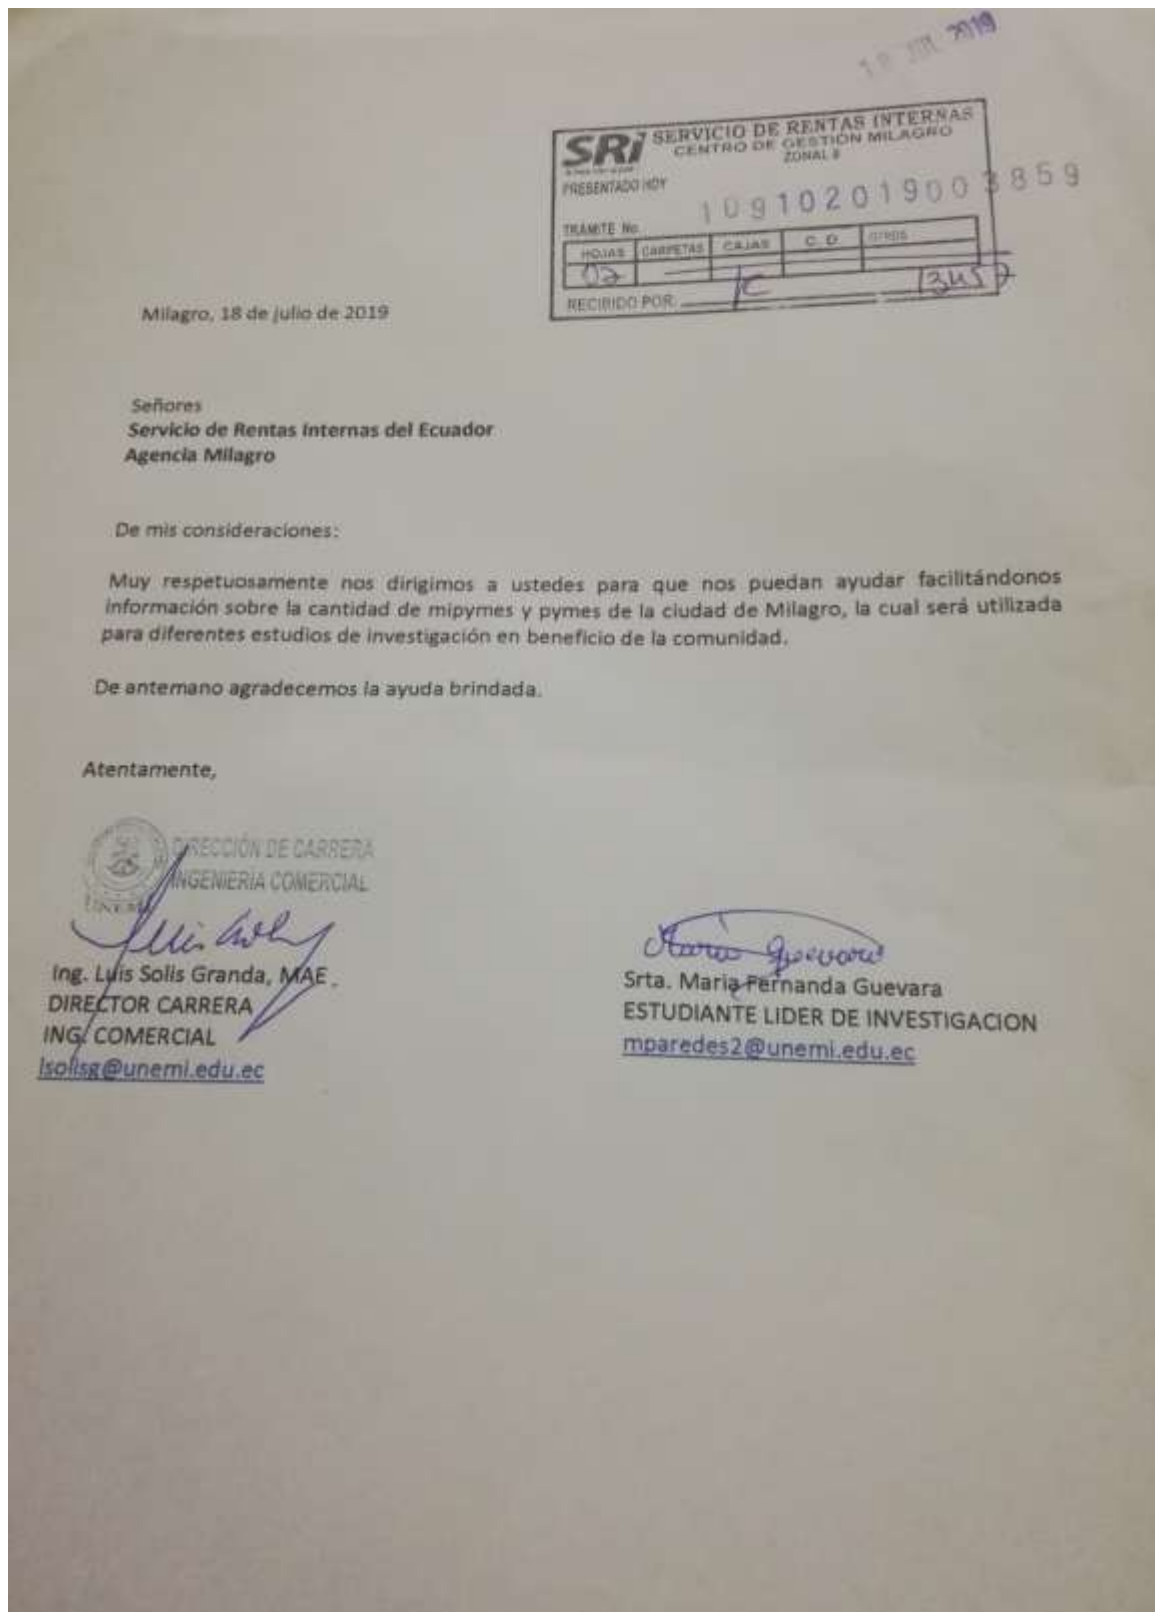 18 JUL 2019
SRi SERVICIO DE RENTAS INTERNAS
CENTRO DE GESTIÓN MILAGRO
ZONAL 8
PRESENTADO HOY
109102019003859
TRÁMITE No.
HOJAS CARPETAS CAJAS C. D. OTROS
02
RECIBIDO POR:
Milagro, 18 de julio de 2019
Señores
Servicio de Rentas Internas del Ecuador
Agencia Milagro
De mis consideraciones:
Muy respetuosamente nos dirigimos a ustedes para que nos puedan ayudar facilitándonos
información sobre la cantidad de mipymes y pymes de la ciudad de Milagro, la cual será utilizada
para diferentes estudios de investigación en beneficio de la comunidad.
De antemano agradecemos la ayuda brindada.
Atentamente,
DIRECCIÓN DE CARRERA
INGENIERÍA COMERCIAL
UNEMI
Ing. Luis Solis Granda, MAE.
DIRECTOR CARRERA
ING. COMERCIAL
lsolisg@unemi.edu.ec
Maria Guevara
Srta. Maria Fernanda Guevara
ESTUDIANTE LIDER DE INVESTIGACION
mparedes2@unemi.edu.ec